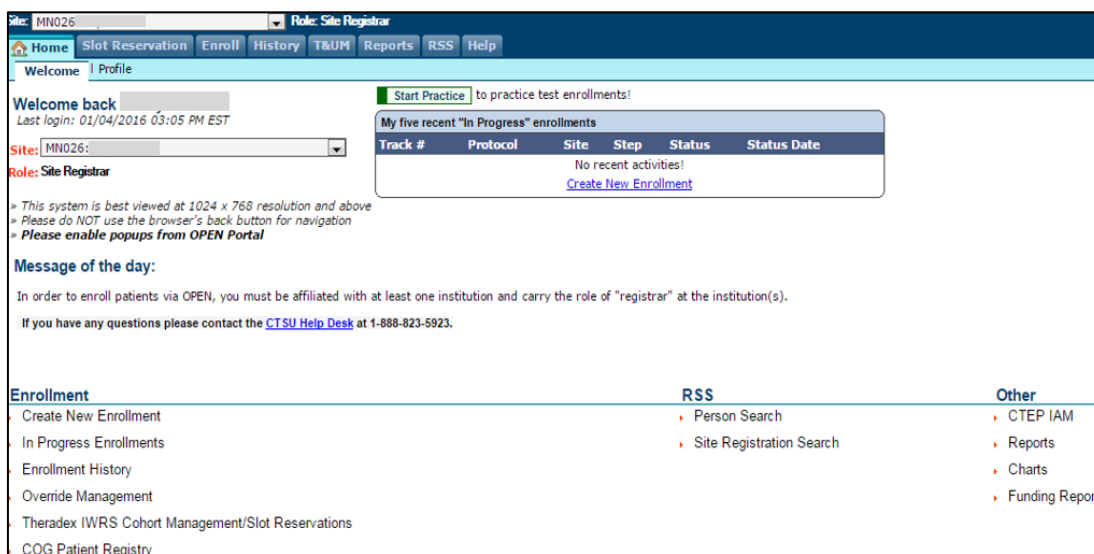 Site: MN026 Role: Site Registrar
Home Slot Reservation Enroll History T&UM Reports RSS Help
Welcome | Profile
Welcome back
Last login: 01/04/2016 03:05 PM EST
Site: MN026:
Role: Site Registrar
» This system is best viewed at 1024 x 768 resolution and above
» Please do NOT use the browser's back button for navigation
» Please enable popups from OPEN Portal
Start Practice to practice test enrollments!
My five recent "In Progress" enrollments
Track # Protocol Site Step Status Status Date
No recent activities!
Create New Enrollment
Message of the day:
In order to enroll patients via OPEN, you must be affiliated with at least one institution and carry the role of "registrar" at the institution(s).
If you have any questions please contact the CTSU Help Desk at 1-888-823-5923.
Enrollment
Create New Enrollment
In Progress Enrollments
Enrollment History
Override Management
Theradex IWRS Cohort Management/Slot Reservations
COG Patient Registry
RSS
Person Search
Site Registration Search
Other
CTEP IAM
Reports
Charts
Funding Repor